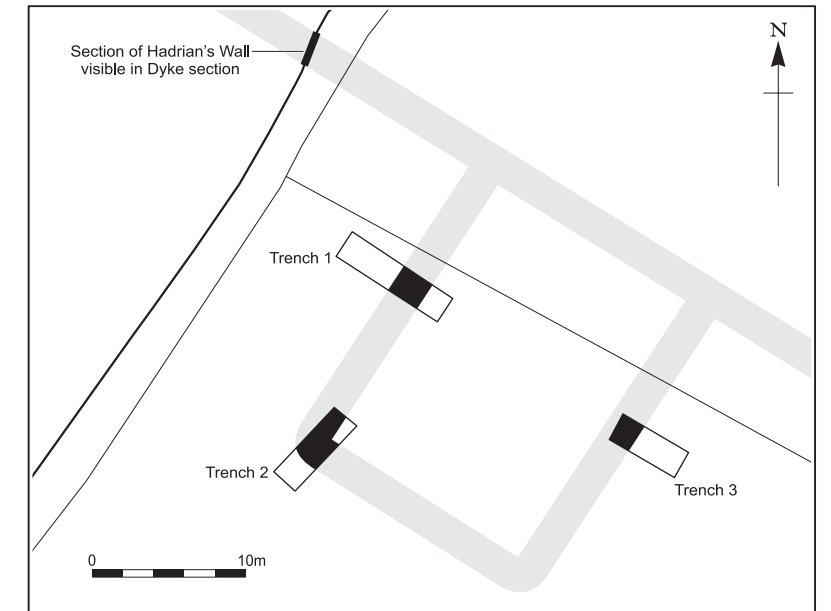 Section of Hadrian's Wall
visible in Dyke section
N
Trench 1
Trench 2
Trench 3
0
10m